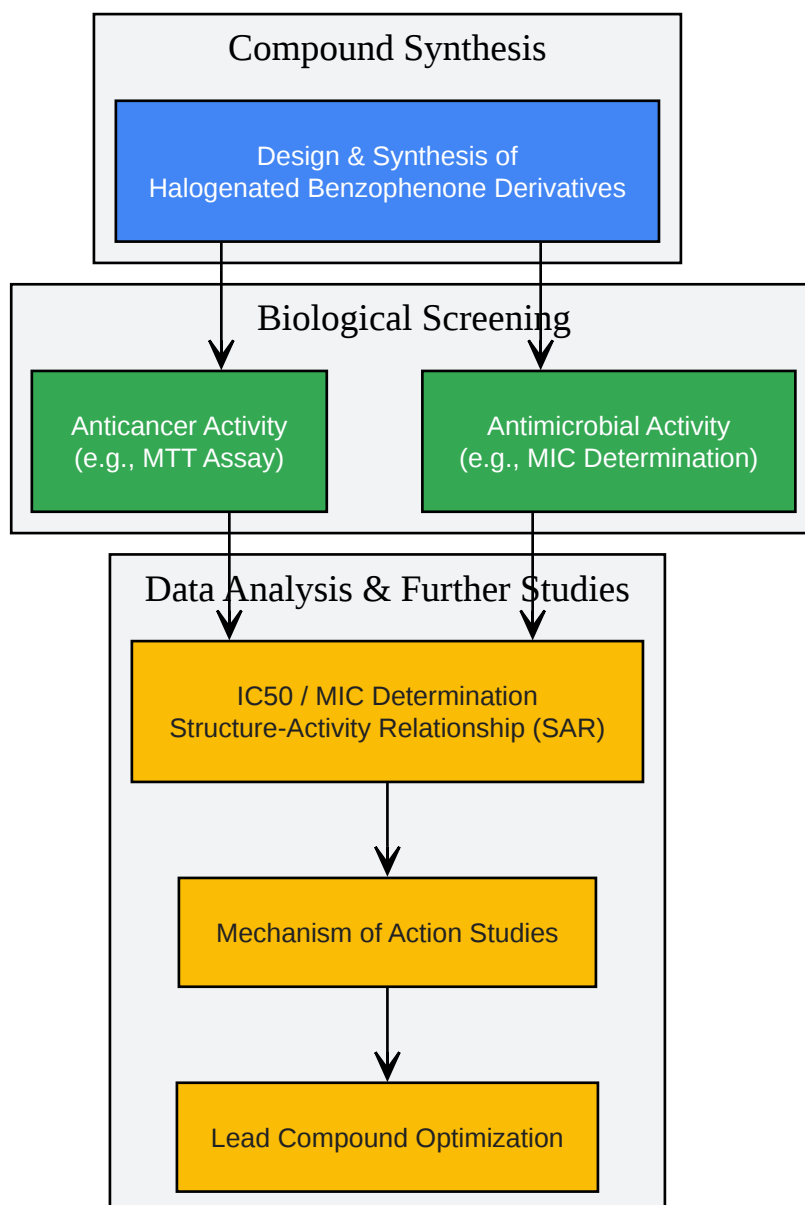 Compound Synthesis
Design & Synthesis of
Halogenated Benzophenone Derivatives
Biological Screening
Anticancer Activity
(e.g., MTT Assay)
Antimicrobial Activity
(e.g., MIC Determination)
Data Analysis & Further Studies
IC50 / MIC Determination
Structure-Activity Relationship (SAR)
Mechanism of Action Studies
Lead Compound Optimization